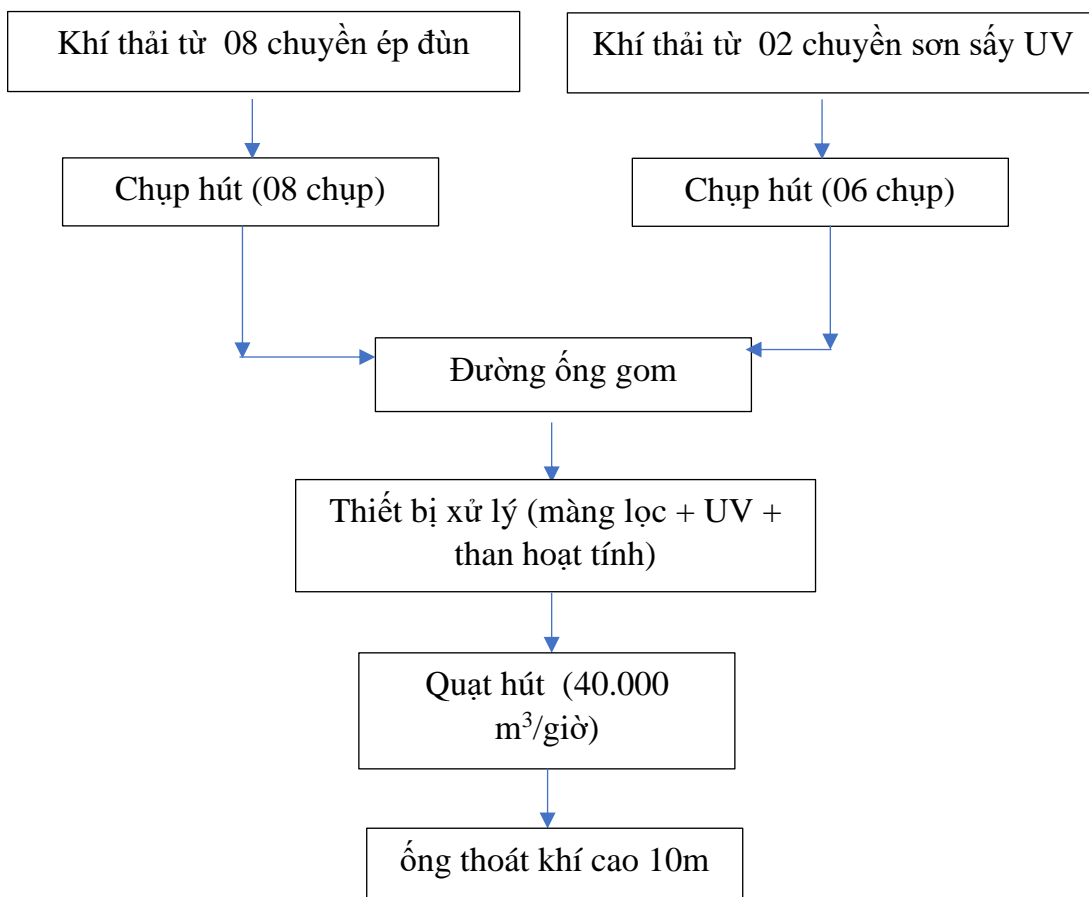 Khí thải từ 08 chuyền ép đùn
Khí thải từ 02 chuyền sơn sấy UV
Chụp hút (08 chụp)
Chụp hút (06 chụp)
Đường ống gom
Thiết bị xử lý (màng lọc + UV +
than hoạt tính)
Quạt hút (40.000
m³/giờ)
ống thoát khí cao 10m